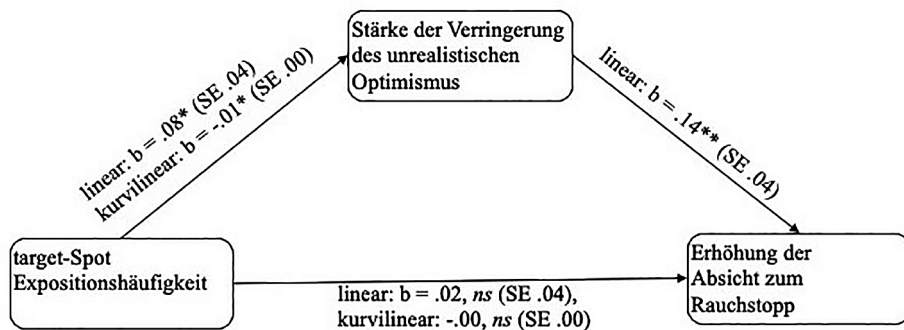 Stärke der Verringerung
des unrealistischen
Optimismus
linear: b = .08* (SE .04)
kurvilinear: b = -.01* (SE .00)
linear: b = .14** (SE .04)
target-Spot
Expositionshäufigkeit
linear: b = .02, ns (SE .04),
kurvilinear: -.00, ns (SE .00)
Erhöhung der
Absicht zum
Rauchstopp